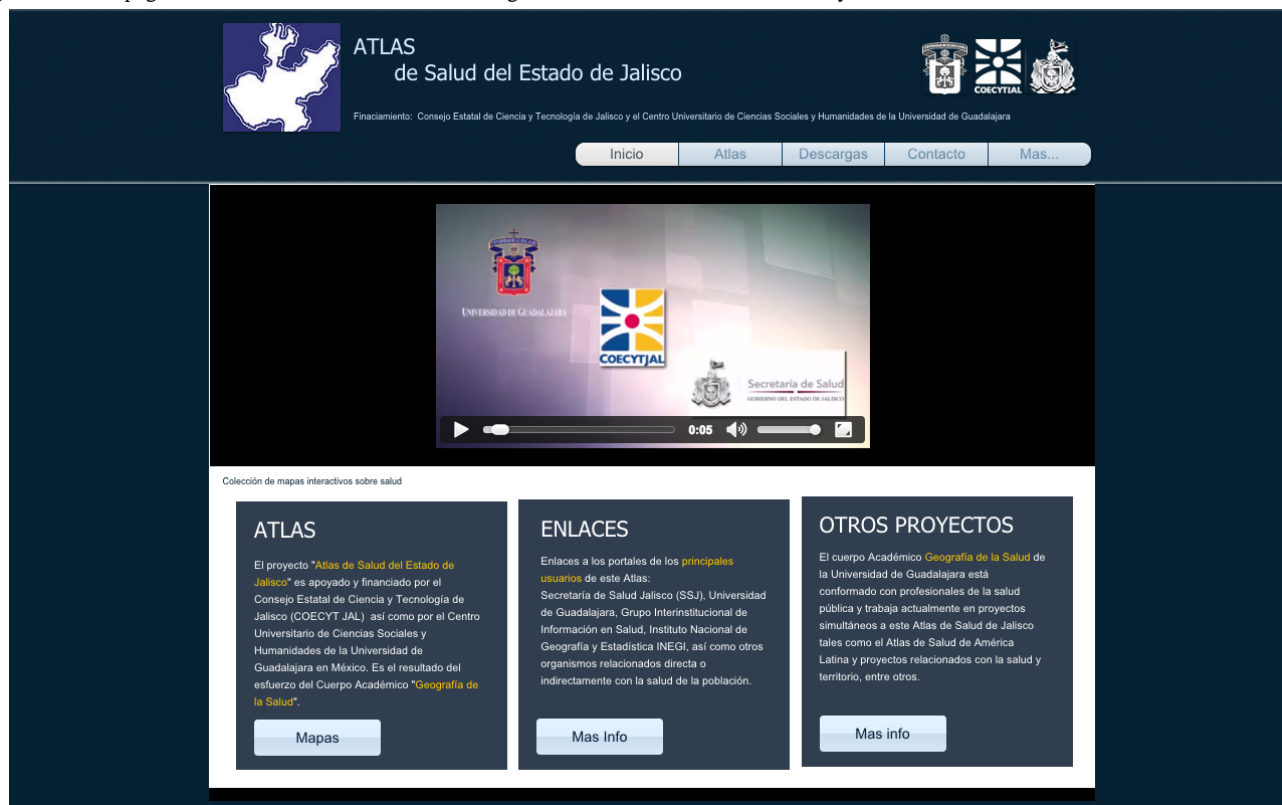 ATLAS
de Salud del Estado de Jalisco
COECYTJAL
Finaciamiento: Consejo Estatal de Ciencia y Tecnología de Jalisco y el Centro Universitario de Ciencias Sociales y Humanidades de la Universidad de Guadalajara
Inicio Atlas Descargas Contacto Mas...
UNIVERSIDAD DE GUADALAJARA
COECYTJAL
Secretaría de Salud
GOBIERNO DEL ESTADO DE JALISCO
0:05
Colección de mapas interactivos sobre salud
ATLAS
El proyecto "Atlas de Salud del Estado de
Jalisco" es apoyado y financiado por el
Consejo Estatal de Ciencia y Tecnología de
Jalisco (COECYT JAL) así como por el Centro
Universitario de Ciencias Sociales y
Humanidades de la Universidad de
Guadalajara en México. Es el resultado del
esfuerzo del Cuerpo Académico "Geografía de
la Salud".
Mapas
ENLACES
Enlaces a los portales de los principales
usuarios de este Atlas:
Secretaría de Salud Jalisco (SSJ), Universidad
de Guadalajara, Grupo Interinstitucional de
Información en Salud, Instituto Nacional de
Geografía y Estadística INEGI, así como otros
organismos relacionados directa o
indirectamente con la salud de la población.
Mas Info
OTROS PROYECTOS
El cuerpo Académico Geografía de la Salud de
la Universidad de Guadalajara está
conformado con profesionales de la salud
pública y trabaja actualmente en proyectos
simultáneos a este Atlas de Salud de Jalisco
tales como el Atlas de Salud de América
Latina y proyectos relacionados con la salud y
territorio, entre otros.
Mas info